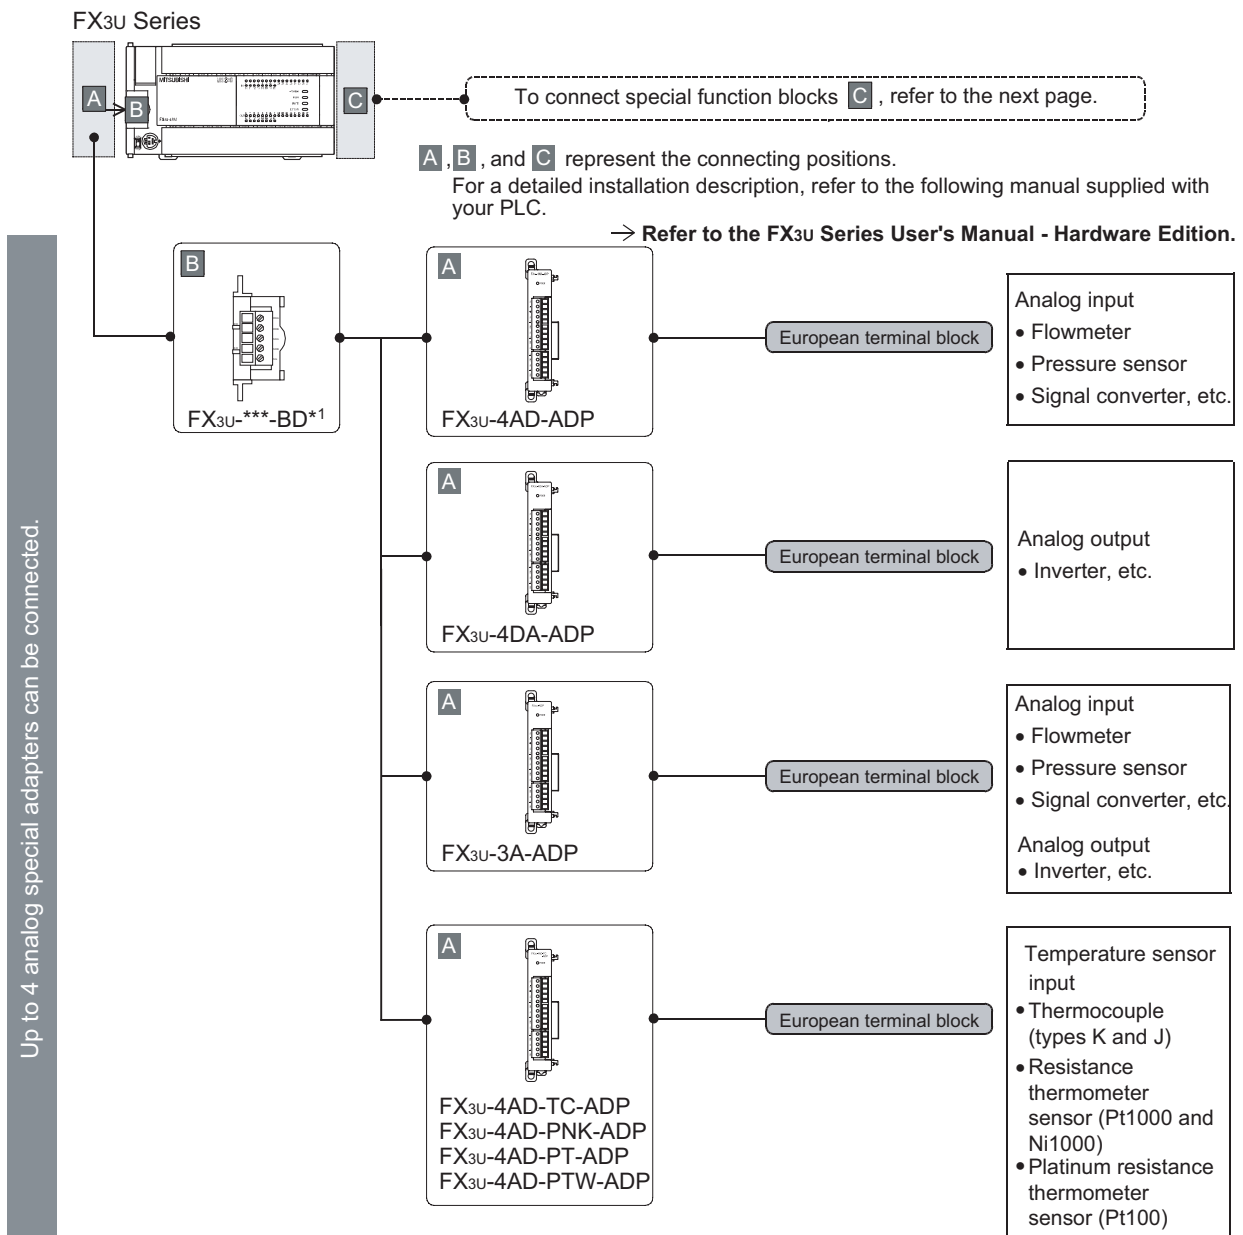 FX3U Series
A
B
C
MITSUBISHI
To connect special function blocks C , refer to the next page.
A , B , and C represent the connecting positions.
For a detailed installation description, refer to the following manual supplied with
your PLC.
→ Refer to the FX3U Series User's Manual - Hardware Edition.
Up to 4 analog special adapters can be connected.
B
FX3U-***-BD*1
A
FX3U-4AD-ADP
European terminal block
Analog input
• Flowmeter
• Pressure sensor
• Signal converter, etc.
A
FX3U-4DA-ADP
European terminal block
Analog output
• Inverter, etc.
A
FX3U-3A-ADP
European terminal block
Analog input
• Flowmeter
• Pressure sensor
• Signal converter, etc.
Analog output
• Inverter, etc.
A
FX3U-4AD-TC-ADP
FX3U-4AD-PNK-ADP
FX3U-4AD-PT-ADP
FX3U-4AD-PTW-ADP
European terminal block
Temperature sensor
input
• Thermocouple
(types K and J)
• Resistance
thermometer
sensor (Pt1000 and
Ni1000)
• Platinum resistance
thermometer
sensor (Pt100)